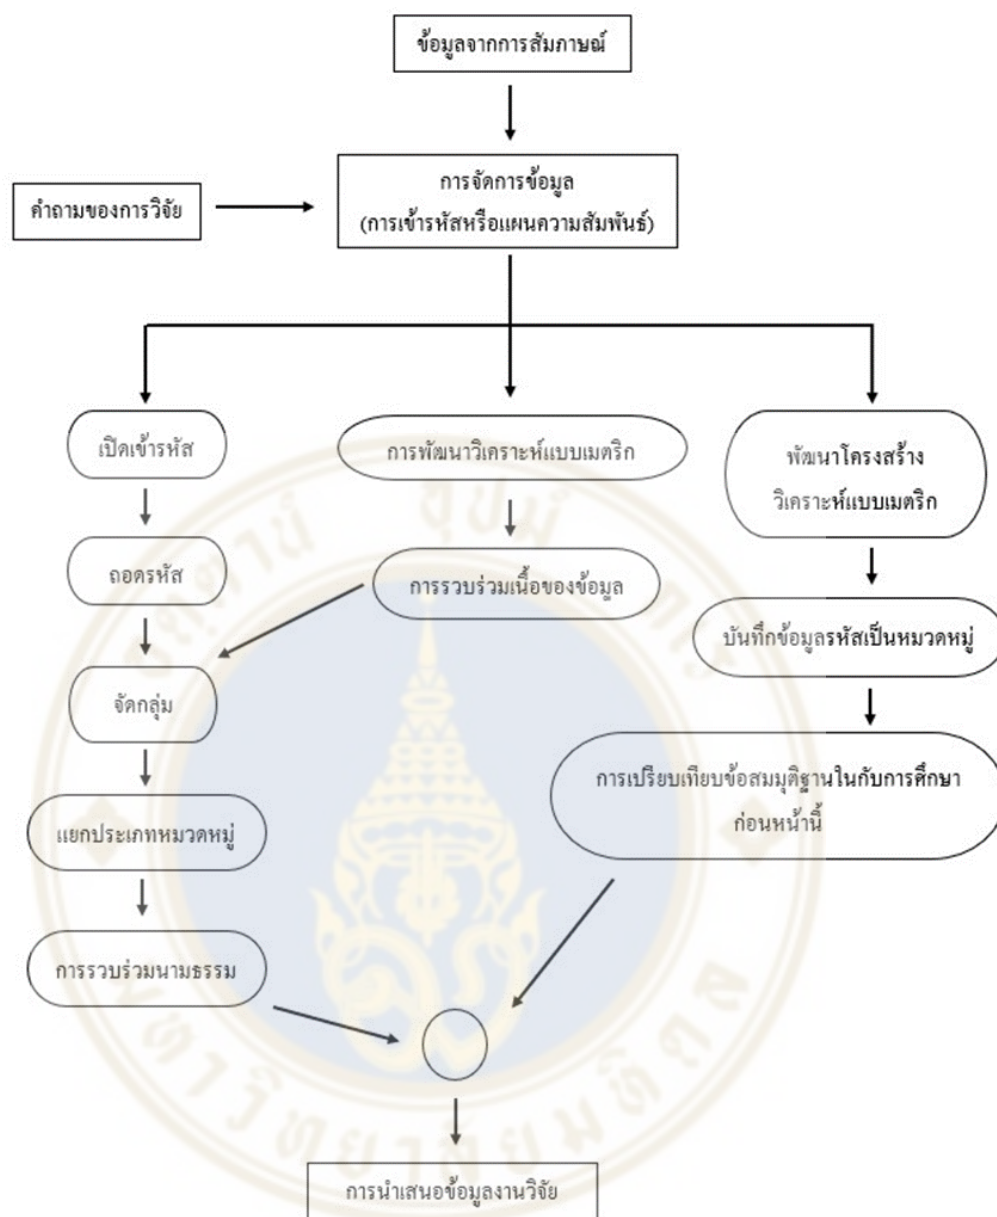 ข้อมูลจากการสัมภาษณ์
การจัดการข้อมูล
(การเข้ารหัสหรือแผนความสัมพันธ์)
คำถามของการวิจัย
เปิดเข้ารหัส
การพัฒนาวิเคราะห์แบบเมตริก
พัฒนาโครงสร้าง
วิเคราะห์แบบเมตริก
ถอดรหัส
การรวบร่วมเนื้อของข้อมูล
บันทึกข้อมูลรหัสเป็นหมวดหมู่
จัดกลุ่ม
การเปรียบเทียบข้อสมมุติฐานในกับการศึกษา
ก่อนหน้านี้
แยกประเภทหมวดหมู่
การรวบร่วมนามธรรม
การนำเสนอข้อมูลงานวิจัย
มหาวิทยาลัยมหิดล